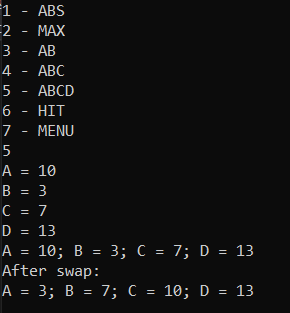 1 - ABS
2 - MAX
3 - AB
4 - ABC
5 - ABCD
6 - HIT
7 - MENU
5
A = 10
B = 3
C = 7
D = 13
A = 10; B = 3; C = 7; D = 13
After swap:
A = 3; B = 7; C = 10; D = 13